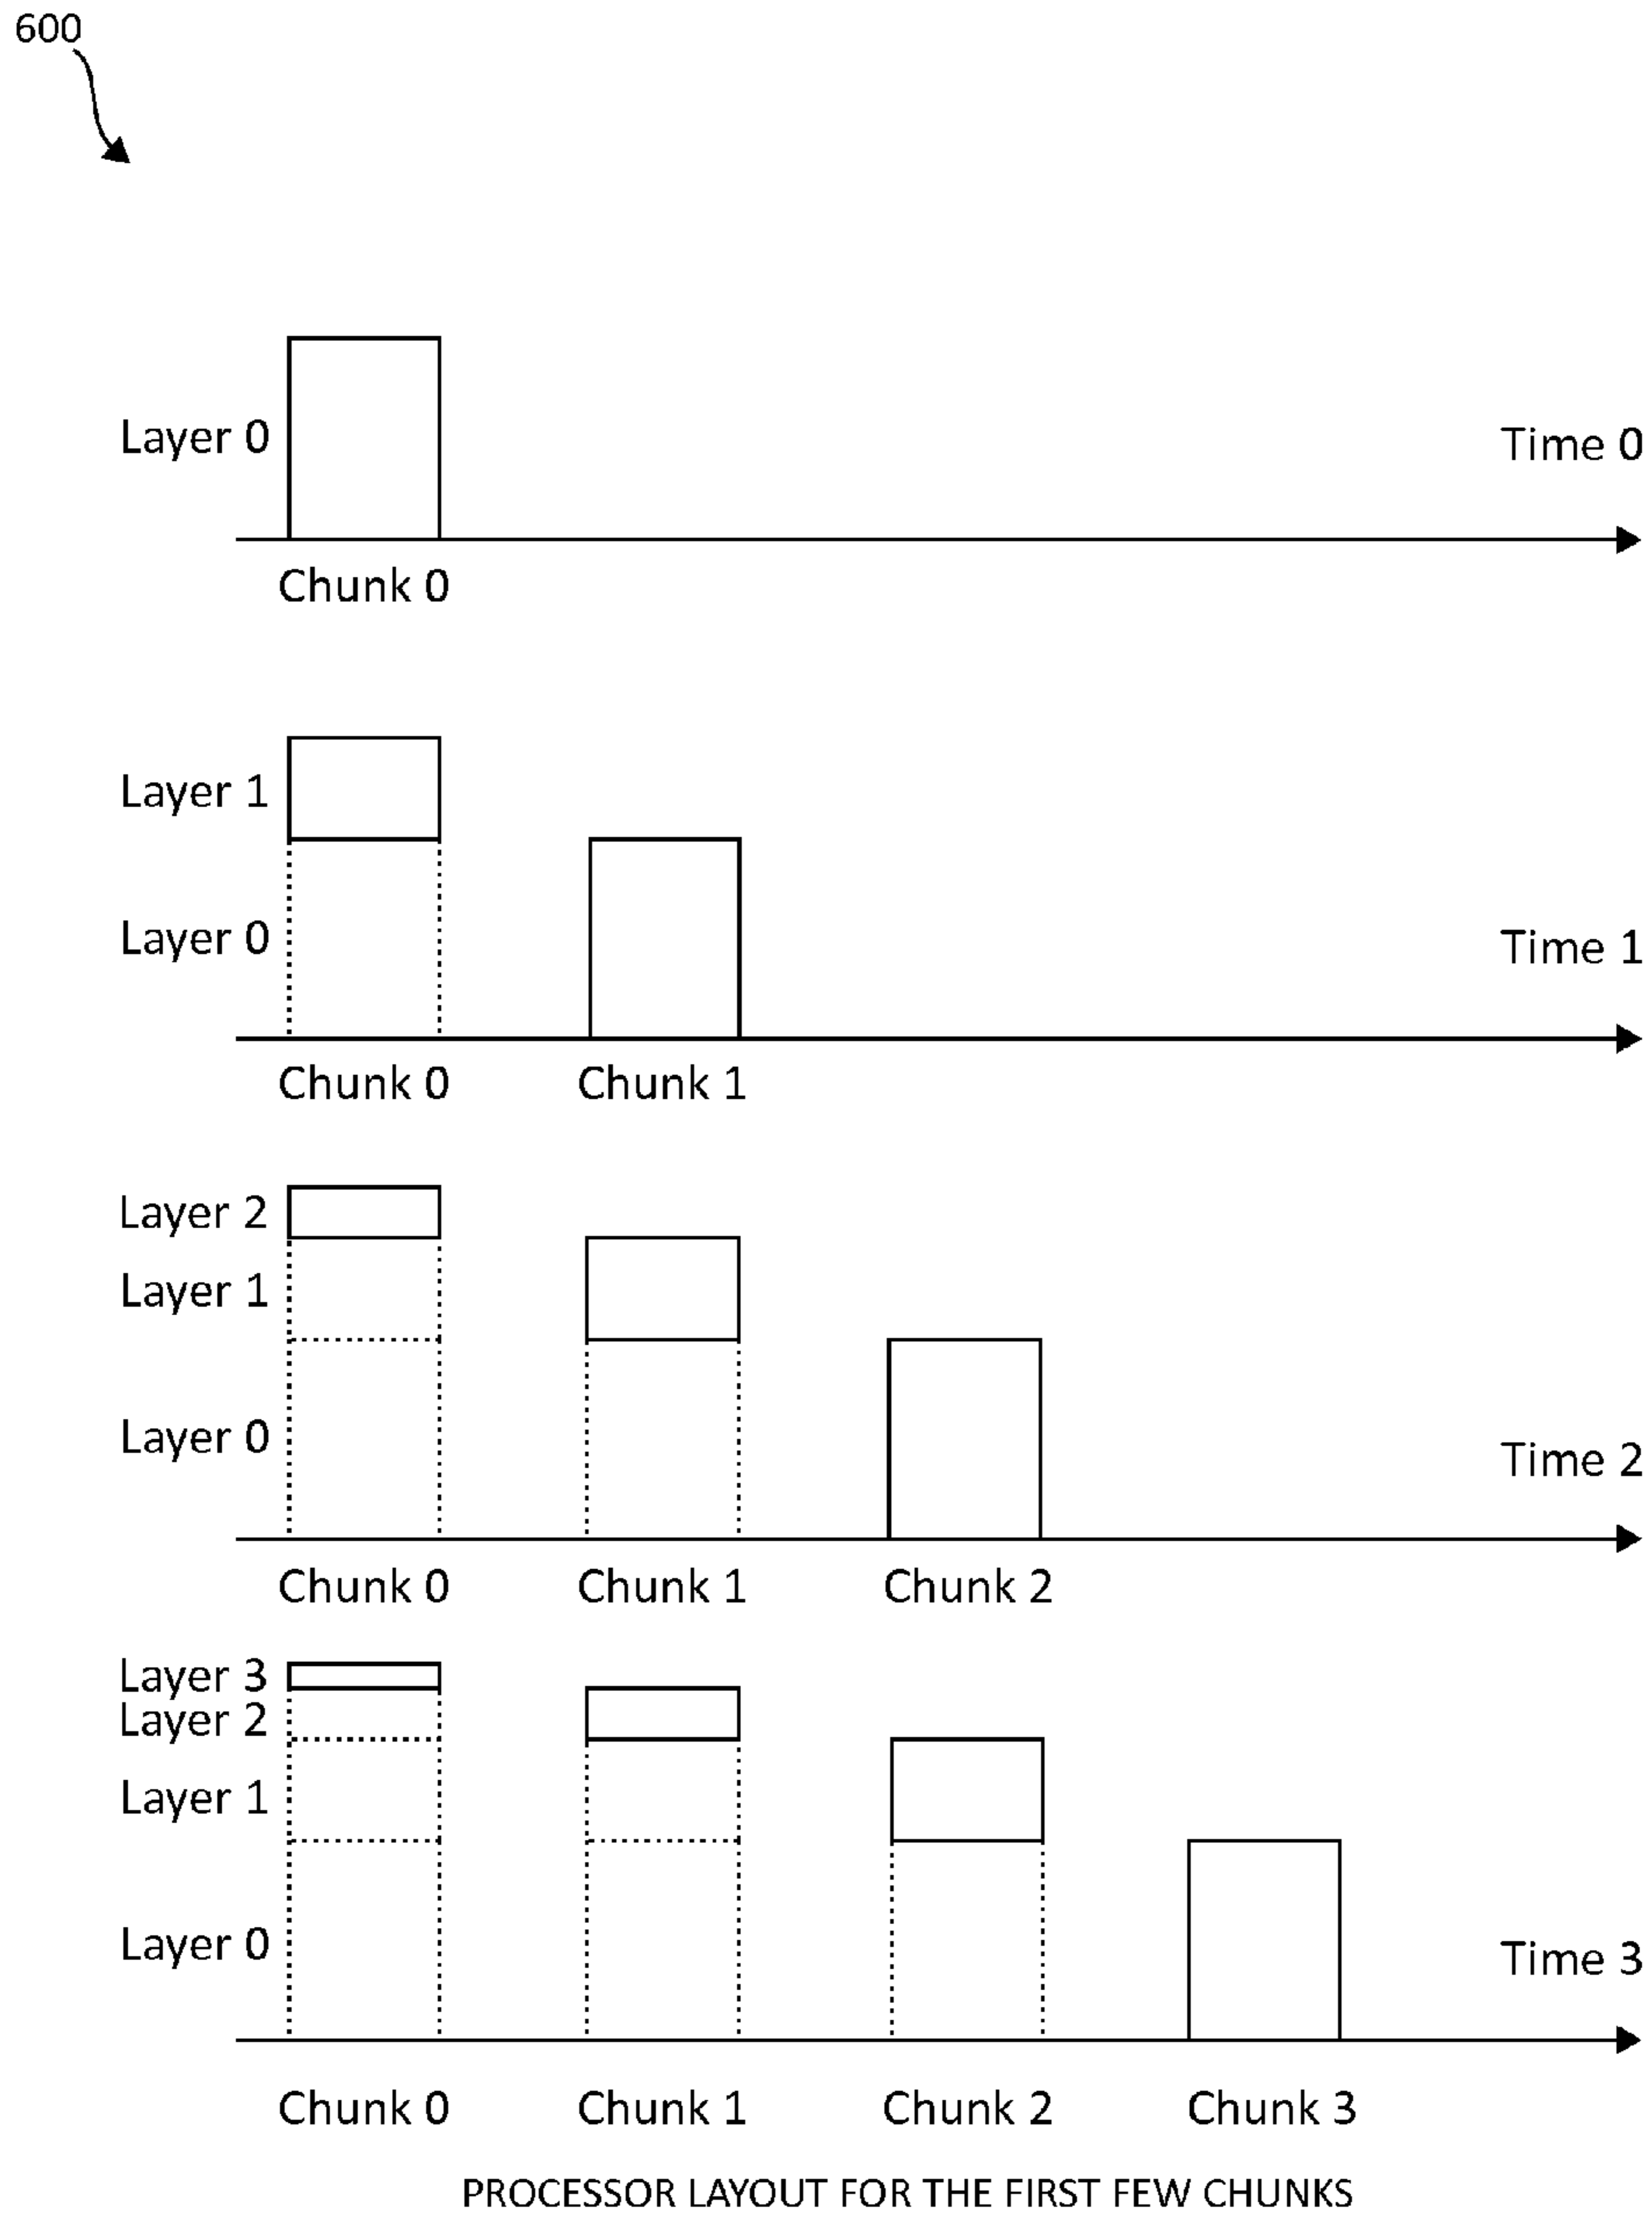 600
Layer 0
Time 0
Chunk 0
Layer 1
Layer 0
Time 1
Chunk 0 Chunk 1
Layer 2
Layer 1
Layer 0
Time 2
Chunk 0 Chunk 1 Chunk 2
Layer 3
Layer 2
Layer 1
Layer 0
Time 3
Chunk 0 Chunk 1 Chunk 2 Chunk 3
PROCESSOR LAYOUT FOR THE FIRST FEW CHUNKS